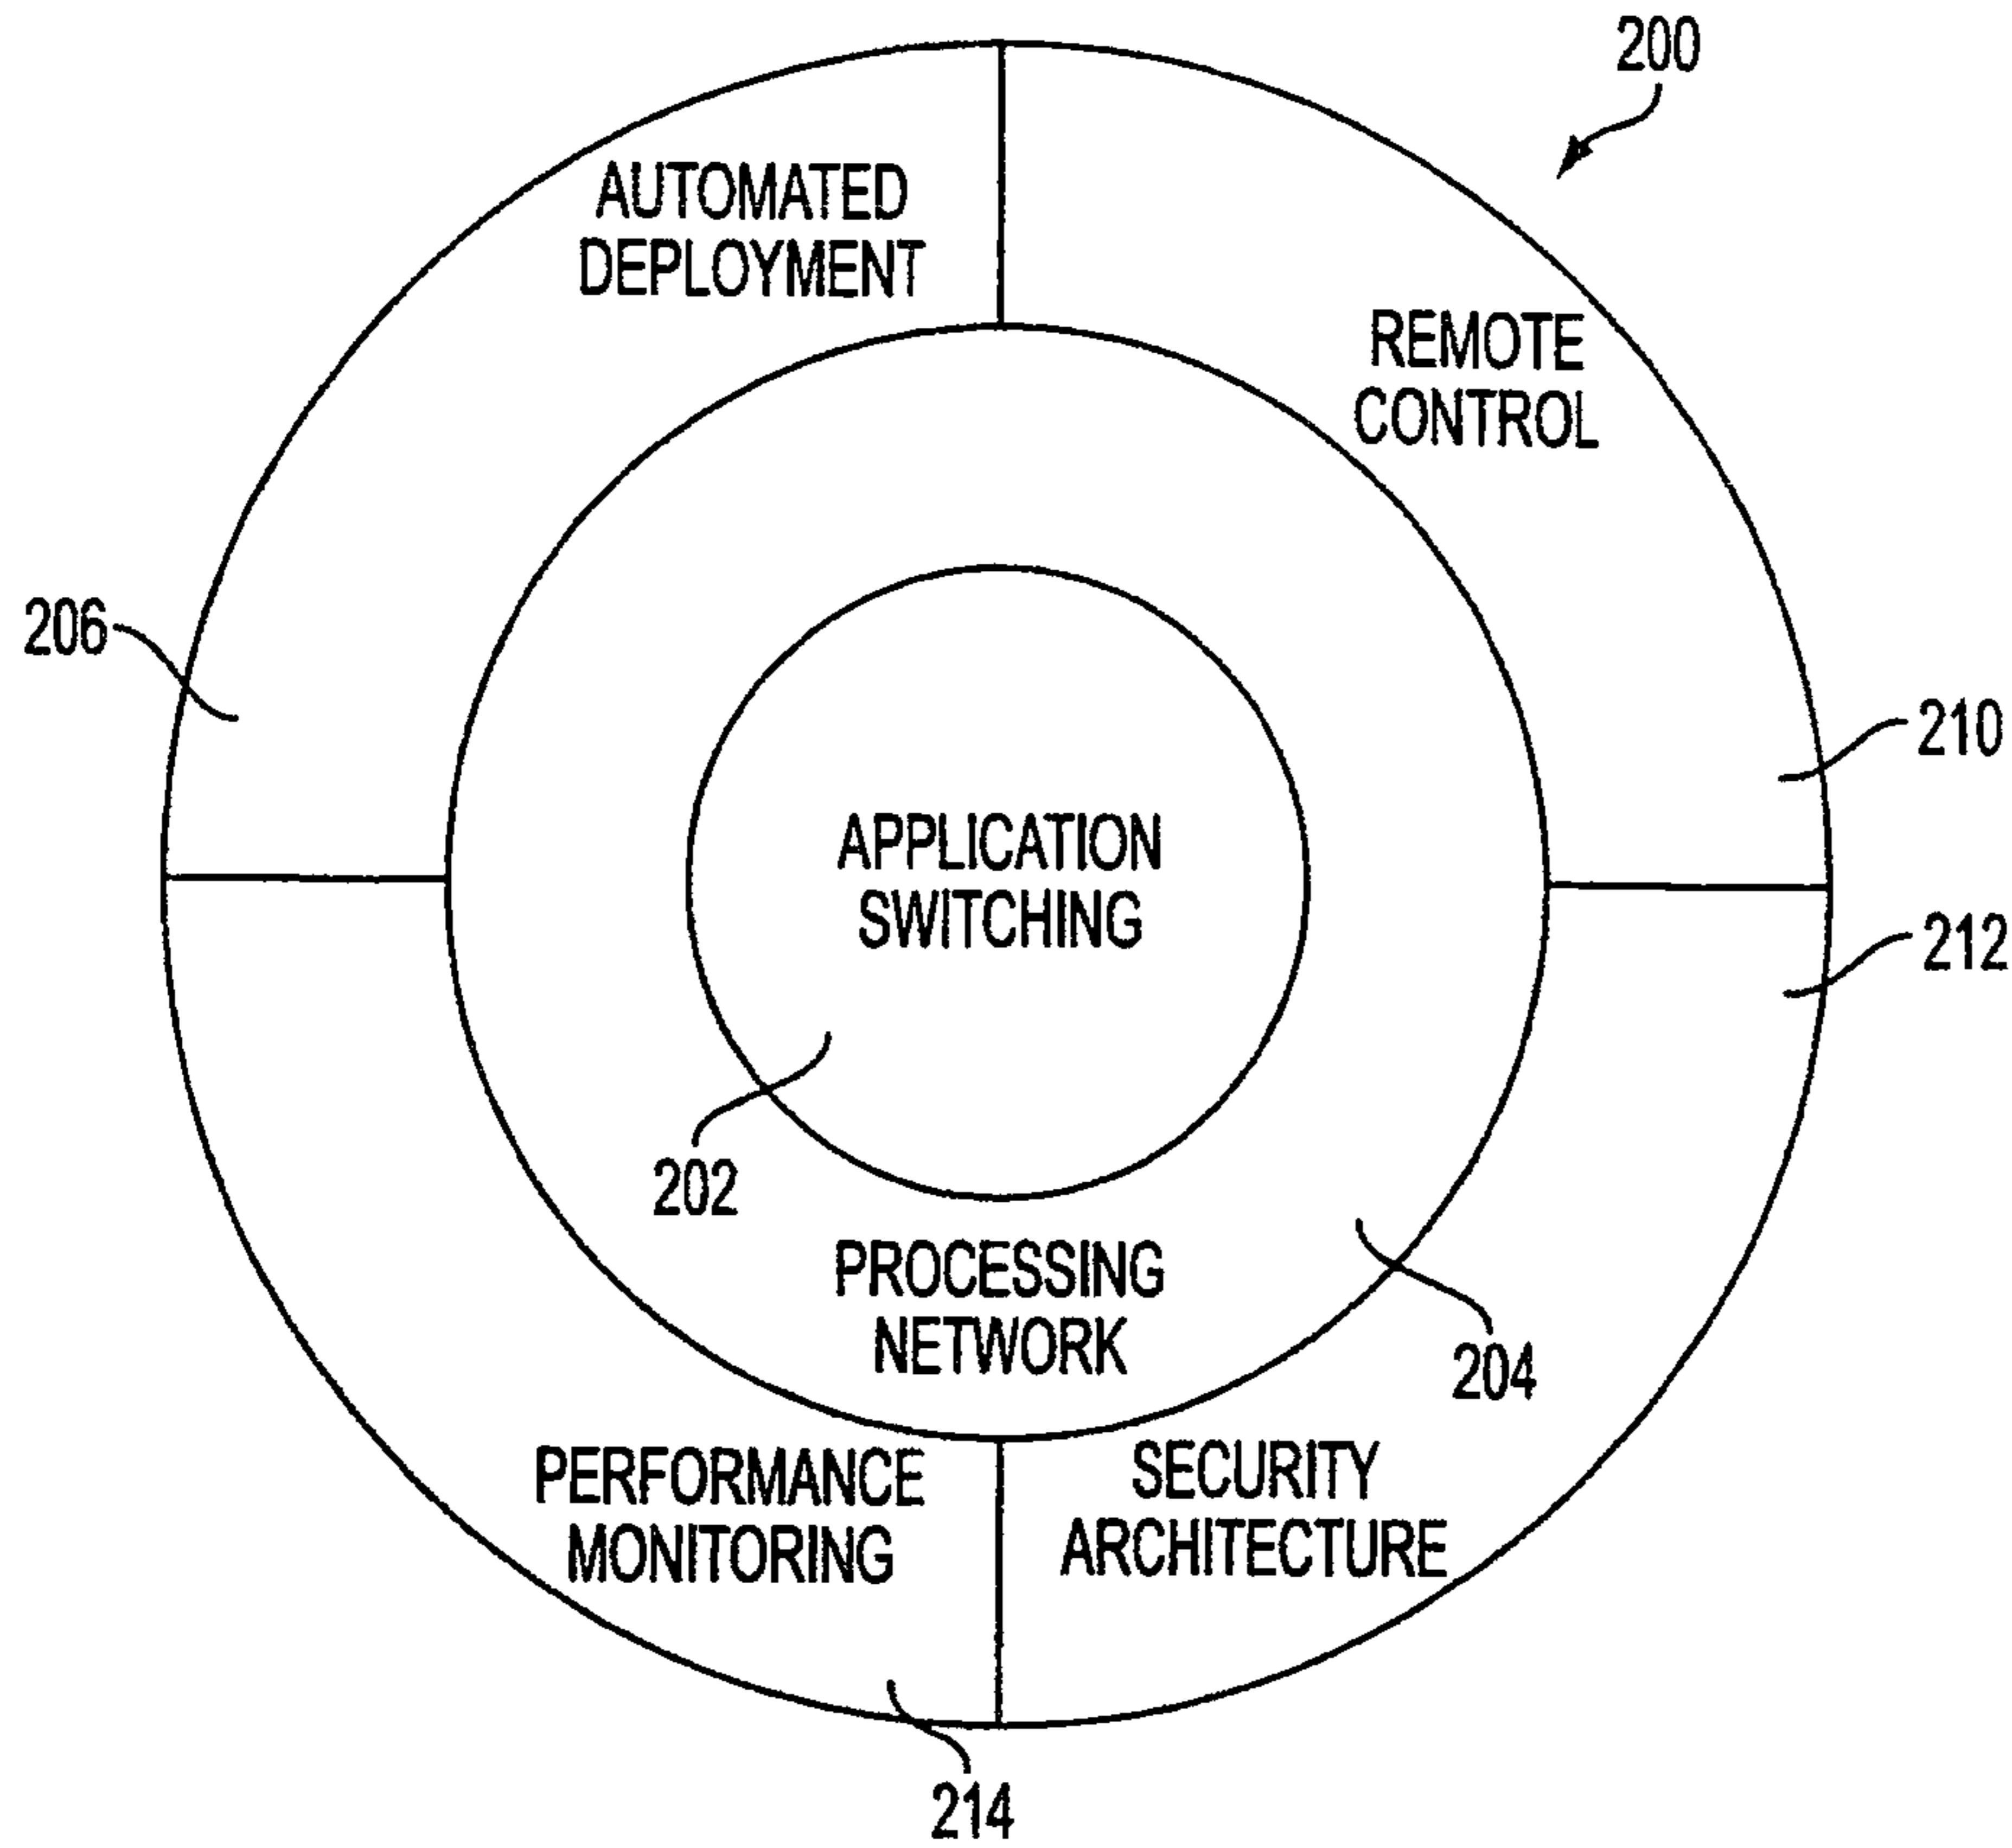 200
AUTOMATED
DEPLOYMENT
REMOTE
CONTROL
206
210
APPLICATION
SWITCHING
212
202
PROCESSING
NETWORK
204
PERFORMANCE
MONITORING
SECURITY
ARCHITECTURE
214